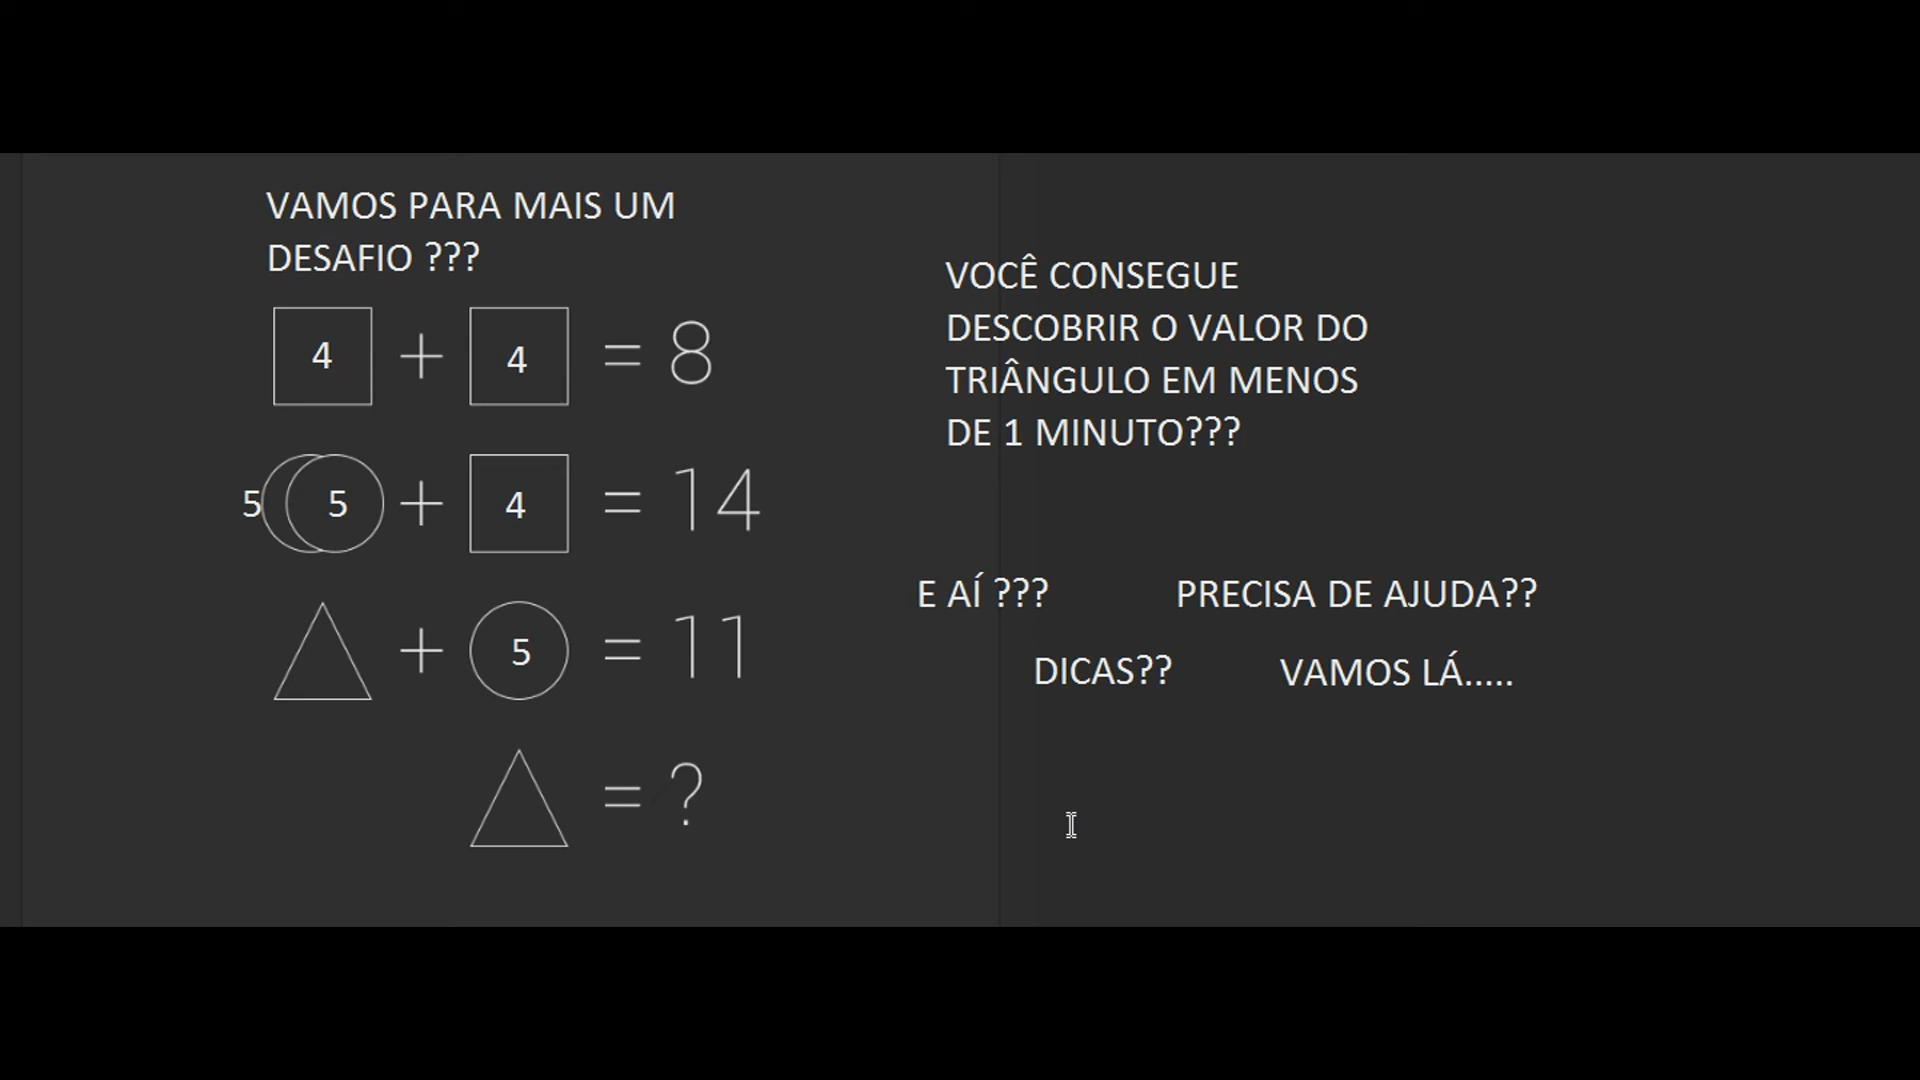 VAMOS PARA MAIS UM
DESAFIO ???
4 + 4 = 8
5 5 + 4 = 14
+ 5 = 11
= ?
VOCÊ CONSEGUE
DESCOBRIR O VALOR DO
TRIÂNGULO EM MENOS
DE 1 MINUTO???
E AÍ ??? PRECISA DE AJUDA??
DICAS?? VAMOS LÁ.....